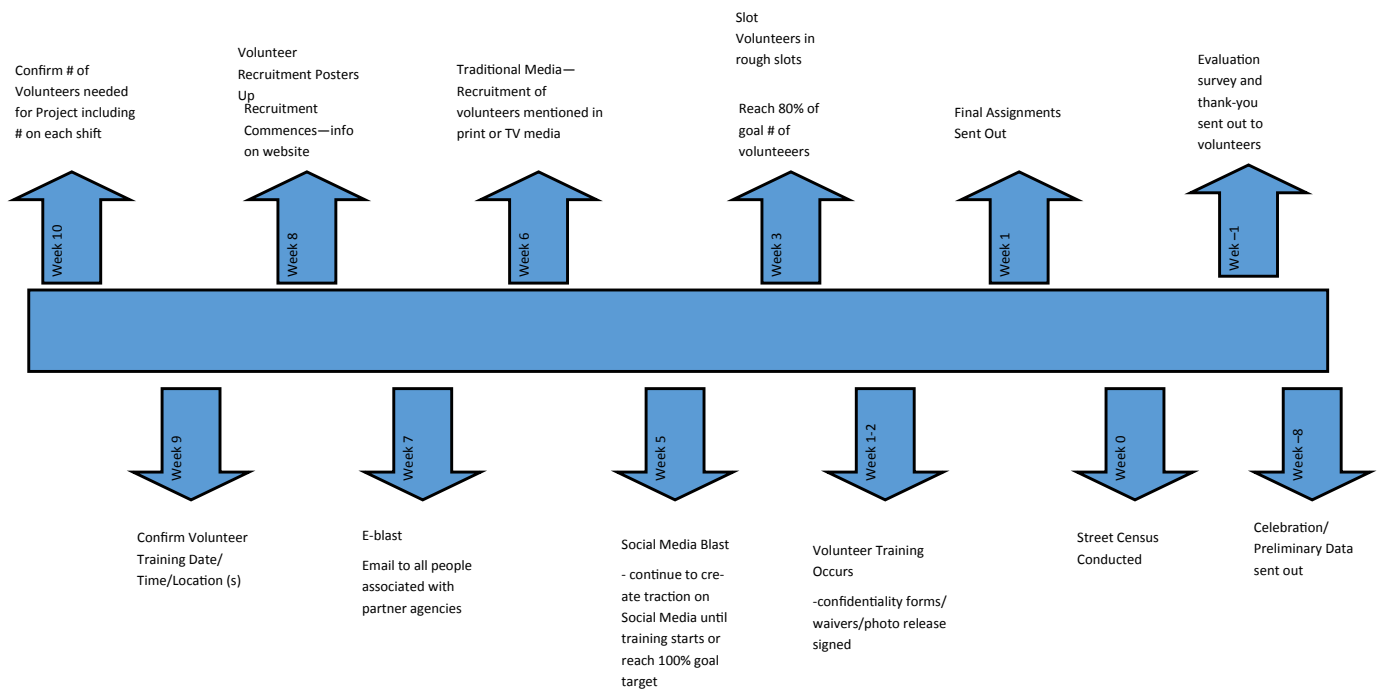 Confirm # of
Volunteers needed
for Project including
# on each shift
Week 10
Volunteer
Recruitment Posters
Up
Recruitment
Commences—info
on website
Week 8
Traditional Media—
Recruitment of
volunteers mentioned in
print or TV media
Week 6
Slot
Volunteers in
rough slots
Reach 80% of
goal # of
volunteeers
Week 3
Final Assignments
Sent Out
Week 1
Evaluation
survey and
thank-you
sent out to
volunteers
Wek –1
Week 9
Confirm Volunteer
Training Date/
Time/Location (s)
Week 7
E-blast
Email to all people
associated with
partner agencies
Week 5
Social Media Blast
- continue to cre-
ate traction on
Social Media until
training starts or
reach 100% goal
target
Week 1-2
Volunteer Training
Occurs
-confidentiality forms/
waivers/photo release
signed
Week 0
Street Census
Conducted
Week –8
Celebration/
Preliminary Data
sent out